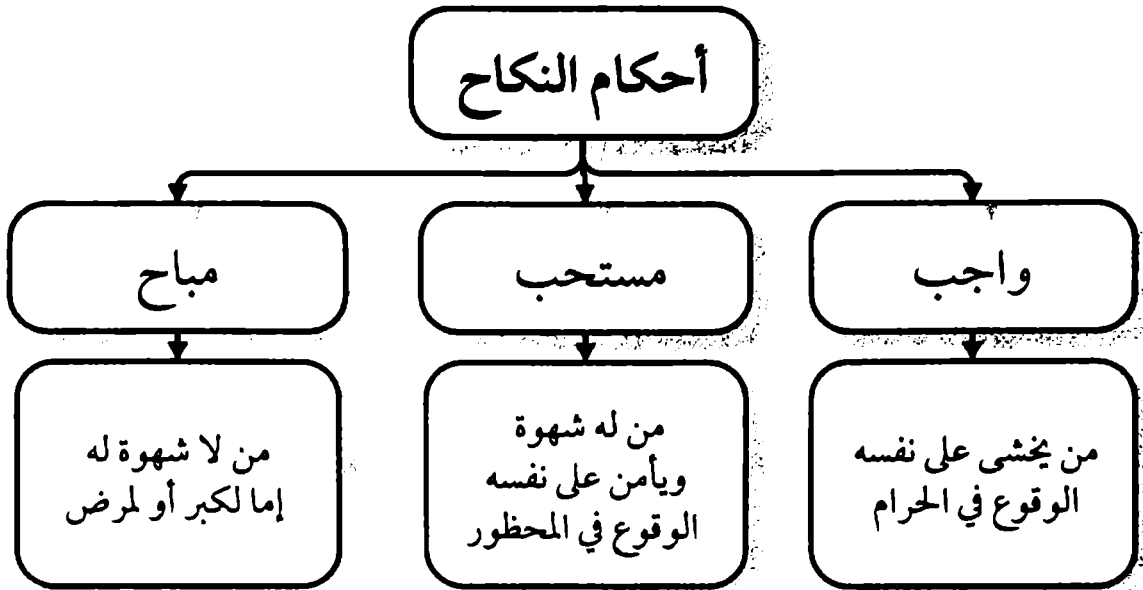 أحكام النكاح
واجب
مستحب
مباح
من يخشى على نفسه
الوقوع في الحرام
من له شهوة
ويأمن على نفسه
الوقوع في المحظور
من لا شهوة له
إما لكبر أو لمرض